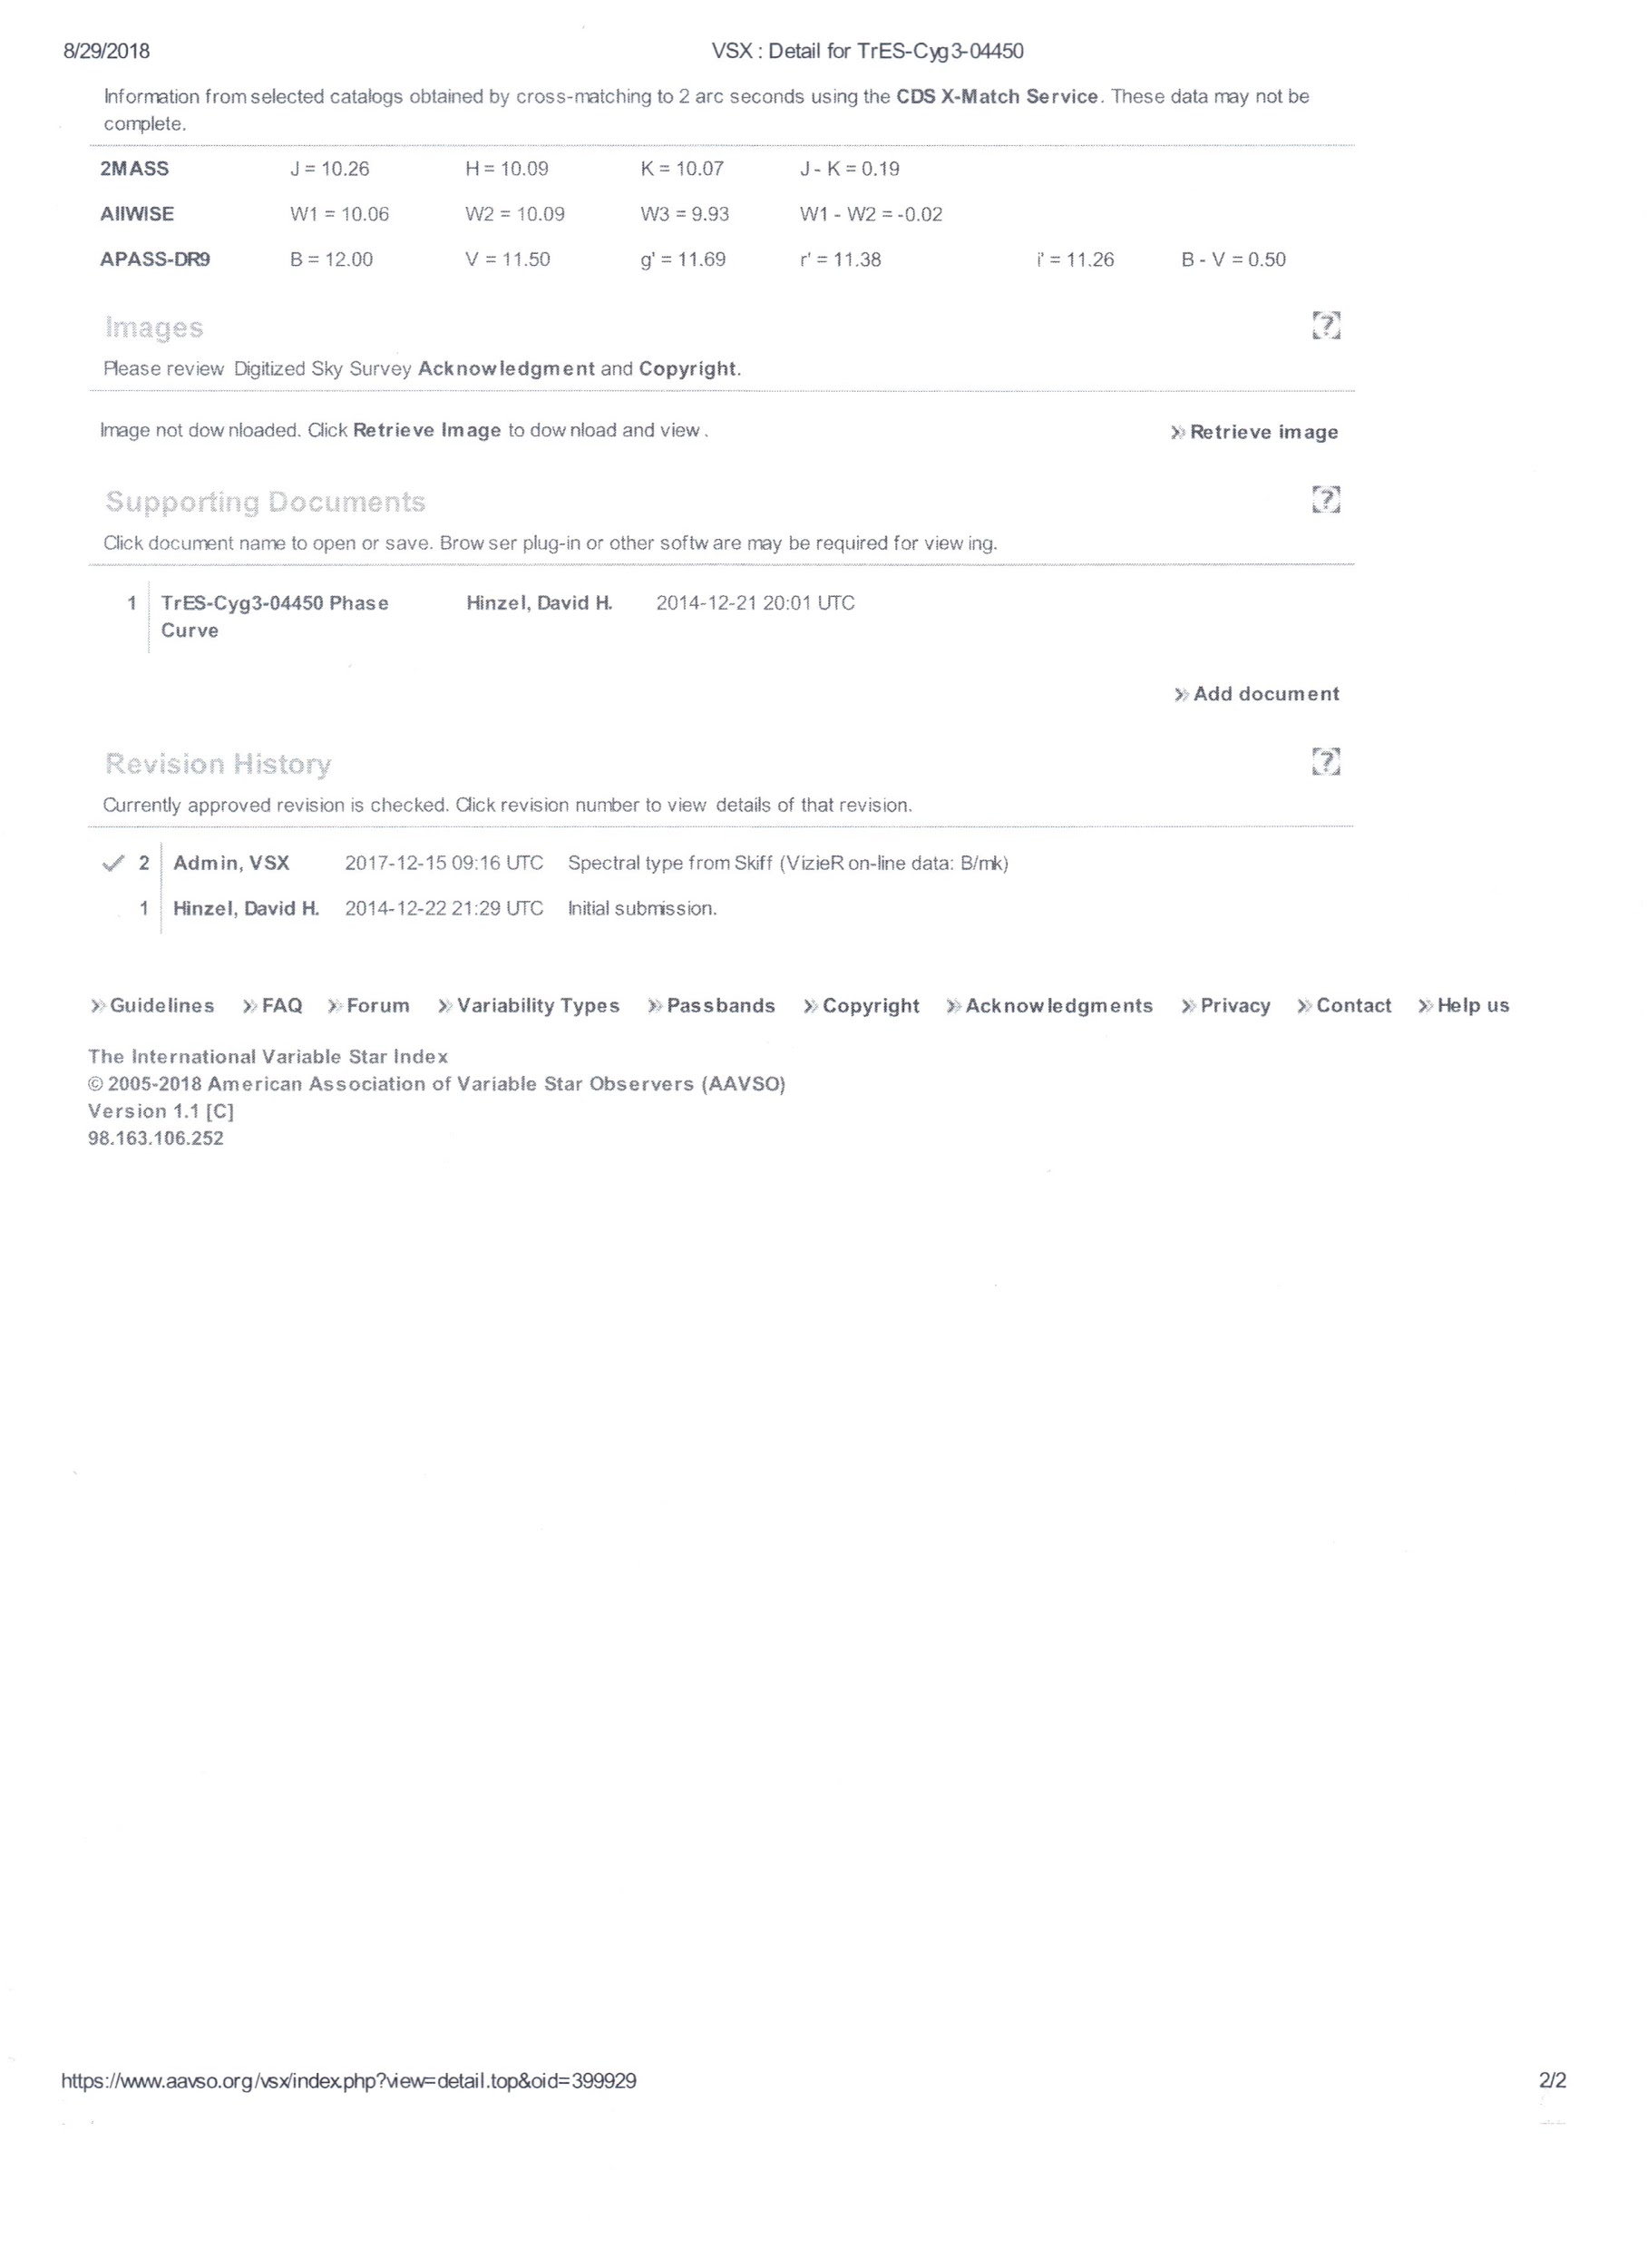 8/29/2018 VSX : Detail for TrES-Cyg3-04450
Information from selected catalogs obtained by cross-matching to 2 arc seconds using the CDS X-Match Service. These data may not be
complete.
2MASS J = 10.26 H = 10.09 K = 10.07 J - K = 0.19
AllWISE W1 = 10.06 W2 = 10.09 W3 = 9.93 W1 - W2 = -0.02
APASS-DR9 B = 12.00 V = 11.50 g' = 11.69 r' = 11.38 i' = 11.26 B - V = 0.50
Images [?]
Please review Digitized Sky Survey Acknowledgment and Copyright.
Image not downloaded. Click Retrieve Image to download and view. » Retrieve image
Supporting Documents [?]
Click document name to open or save. Browser plug-in or other software may be required for viewing.
1 TrES-Cyg3-04450 Phase Hinzel, David H. 2014-12-21 20:01 UTC
Curve
» Add document
Revision History [?]
Currently approved revision is checked. Click revision number to view details of that revision.
✓ 2 Admin, VSX 2017-12-15 09:16 UTC Spectral type from Skiff (VizieR on-line data: B/mk)
1 Hinzel, David H. 2014-12-22 21:29 UTC Initial submission.
» Guidelines » FAQ » Forum » Variability Types » Passbands » Copyright » Acknowledgments » Privacy » Contact » Help us
The International Variable Star Index
© 2005-2018 American Association of Variable Star Observers (AAVSO)
Version 1.1 [C]
98.163.106.252
https://www.aavso.org/vsx/index.php?view=detail.top&oid=399929 2/2